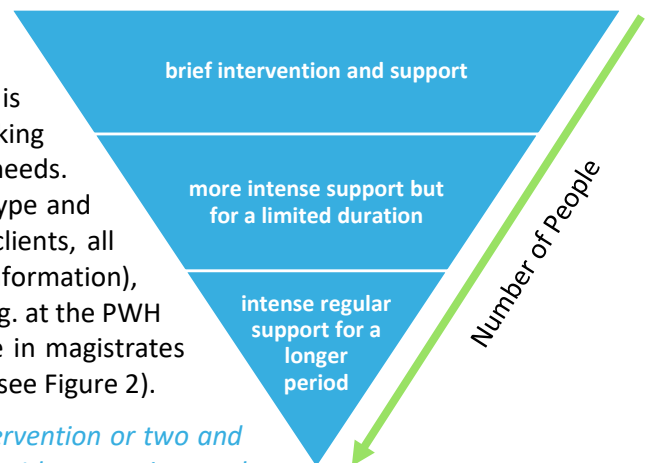 brief intervention and support
more intense support but
for a limited duration
intense regular
support for a
longer
period
Number of People
is
king
needs.
ype and
clients, all
formation),
g. at the PWH
e in magistrates
see Figure 2).
ervention or two and